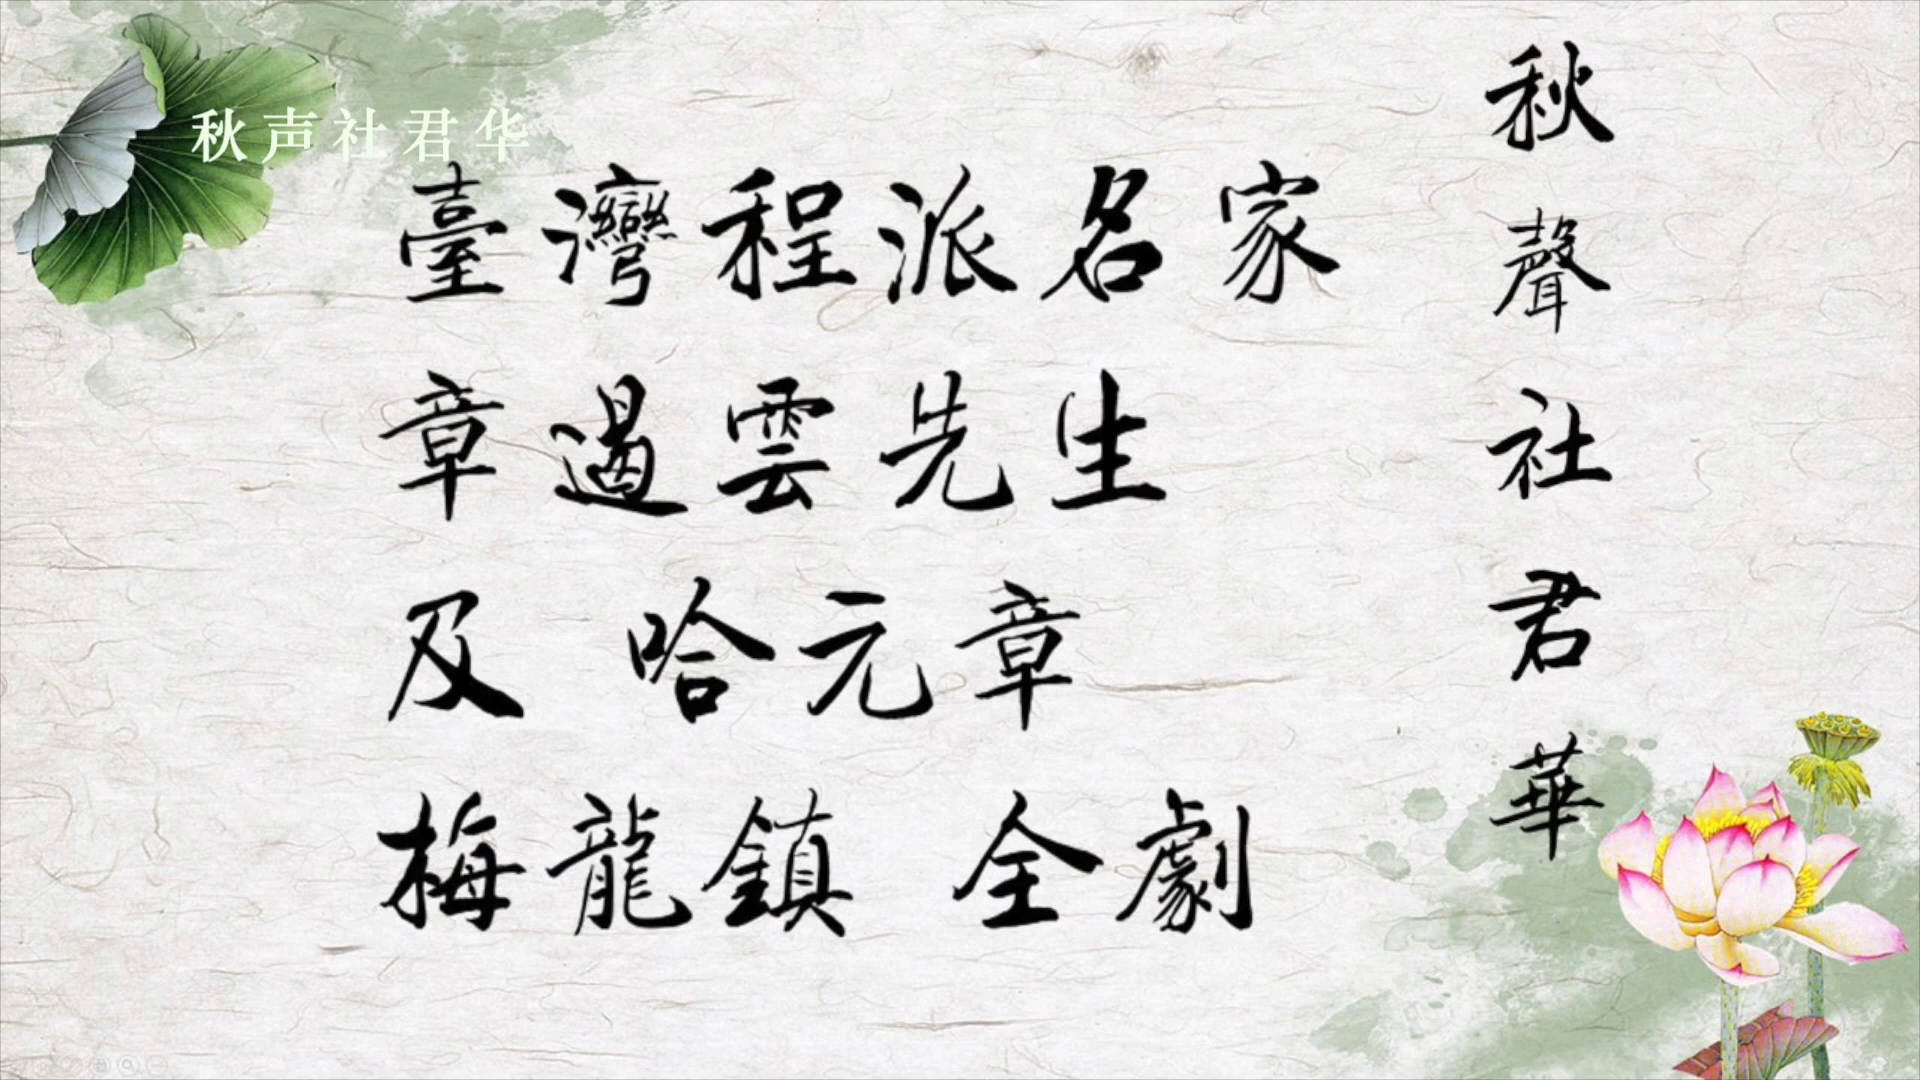 秋声社君华
臺灣程派名家
章遏雲先生
及 哈元章
梅龍鎮 全劇
秋聲社君華